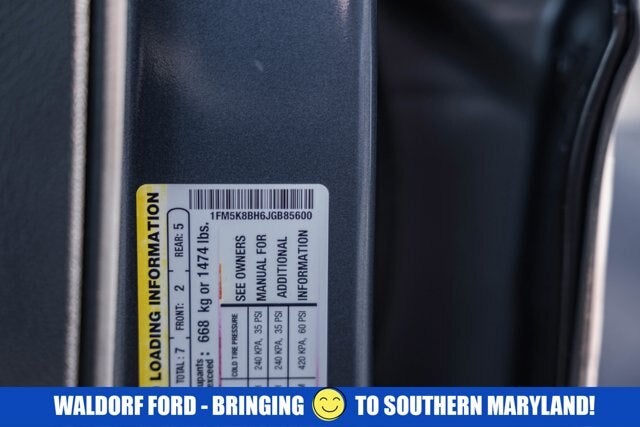 1FM5K8BH6JGB85600
LOADING INFORMATION
TOTAL: 7 FRONT: 2 REAR: 5
668 kg or 1474 lbs.
COLD TIRE PRESSURE
240 KPA, 35 PSI
240 KPA, 35 PSI
420 KPA, 60 PSI
SEE OWNERS
MANUAL FOR
ADDITIONAL
INFORMATION
WALDORF FORD - BRINGING 😊 TO SOUTHERN MARYLAND!